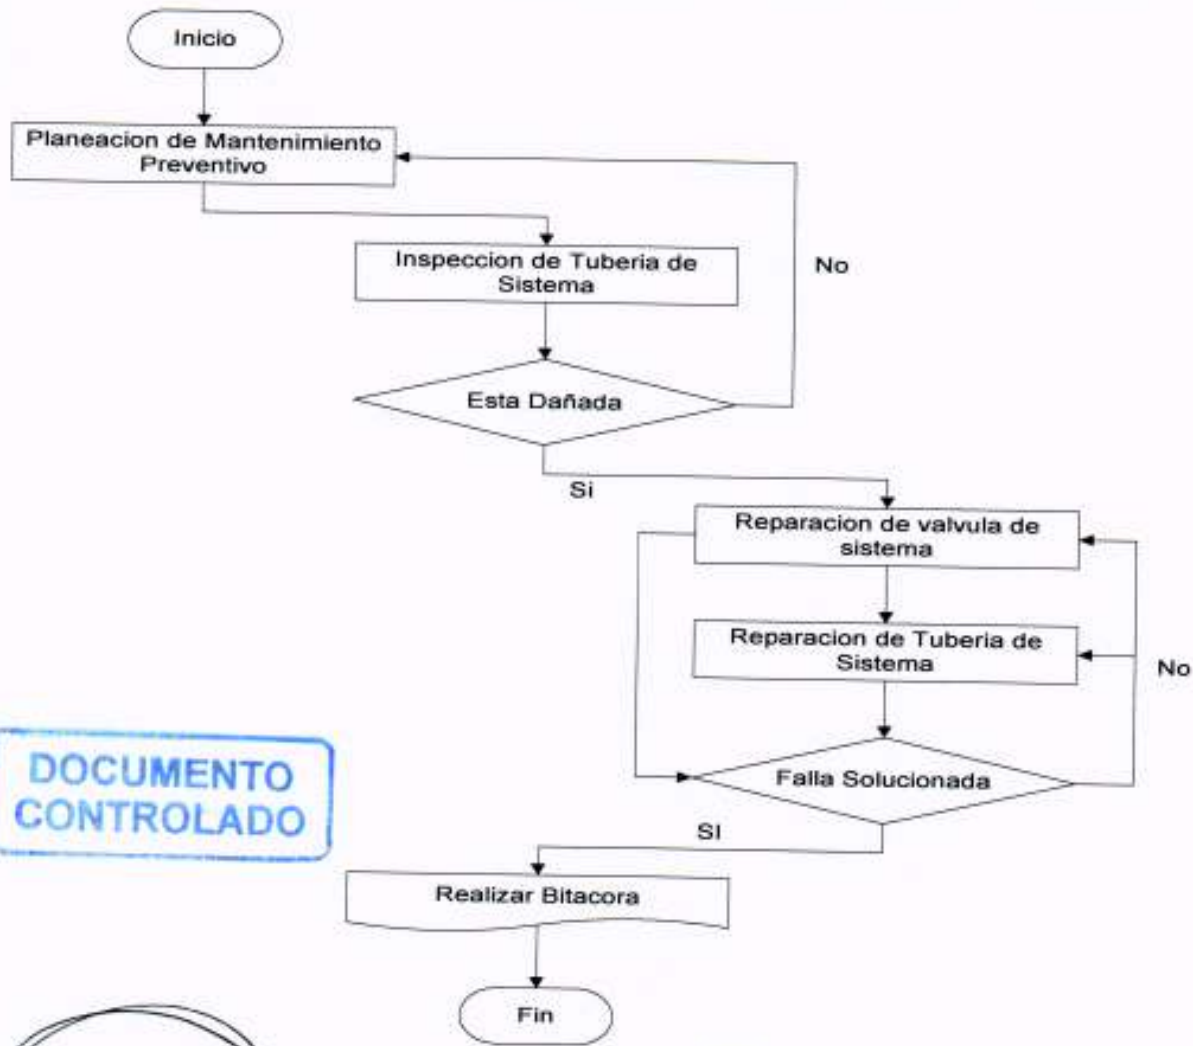 Inicio
Planeacion de Mantenimiento
Preventivo
Inspeccion de Tuberia de
Sistema
No
Esta Dañada
Si
Reparacion de valvula de
sistema
Reparacion de Tuberia de
Sistema
No
Falla Solucionada
SI
DOCUMENTO
CONTROLADO
Realizar Bitacora
Fin